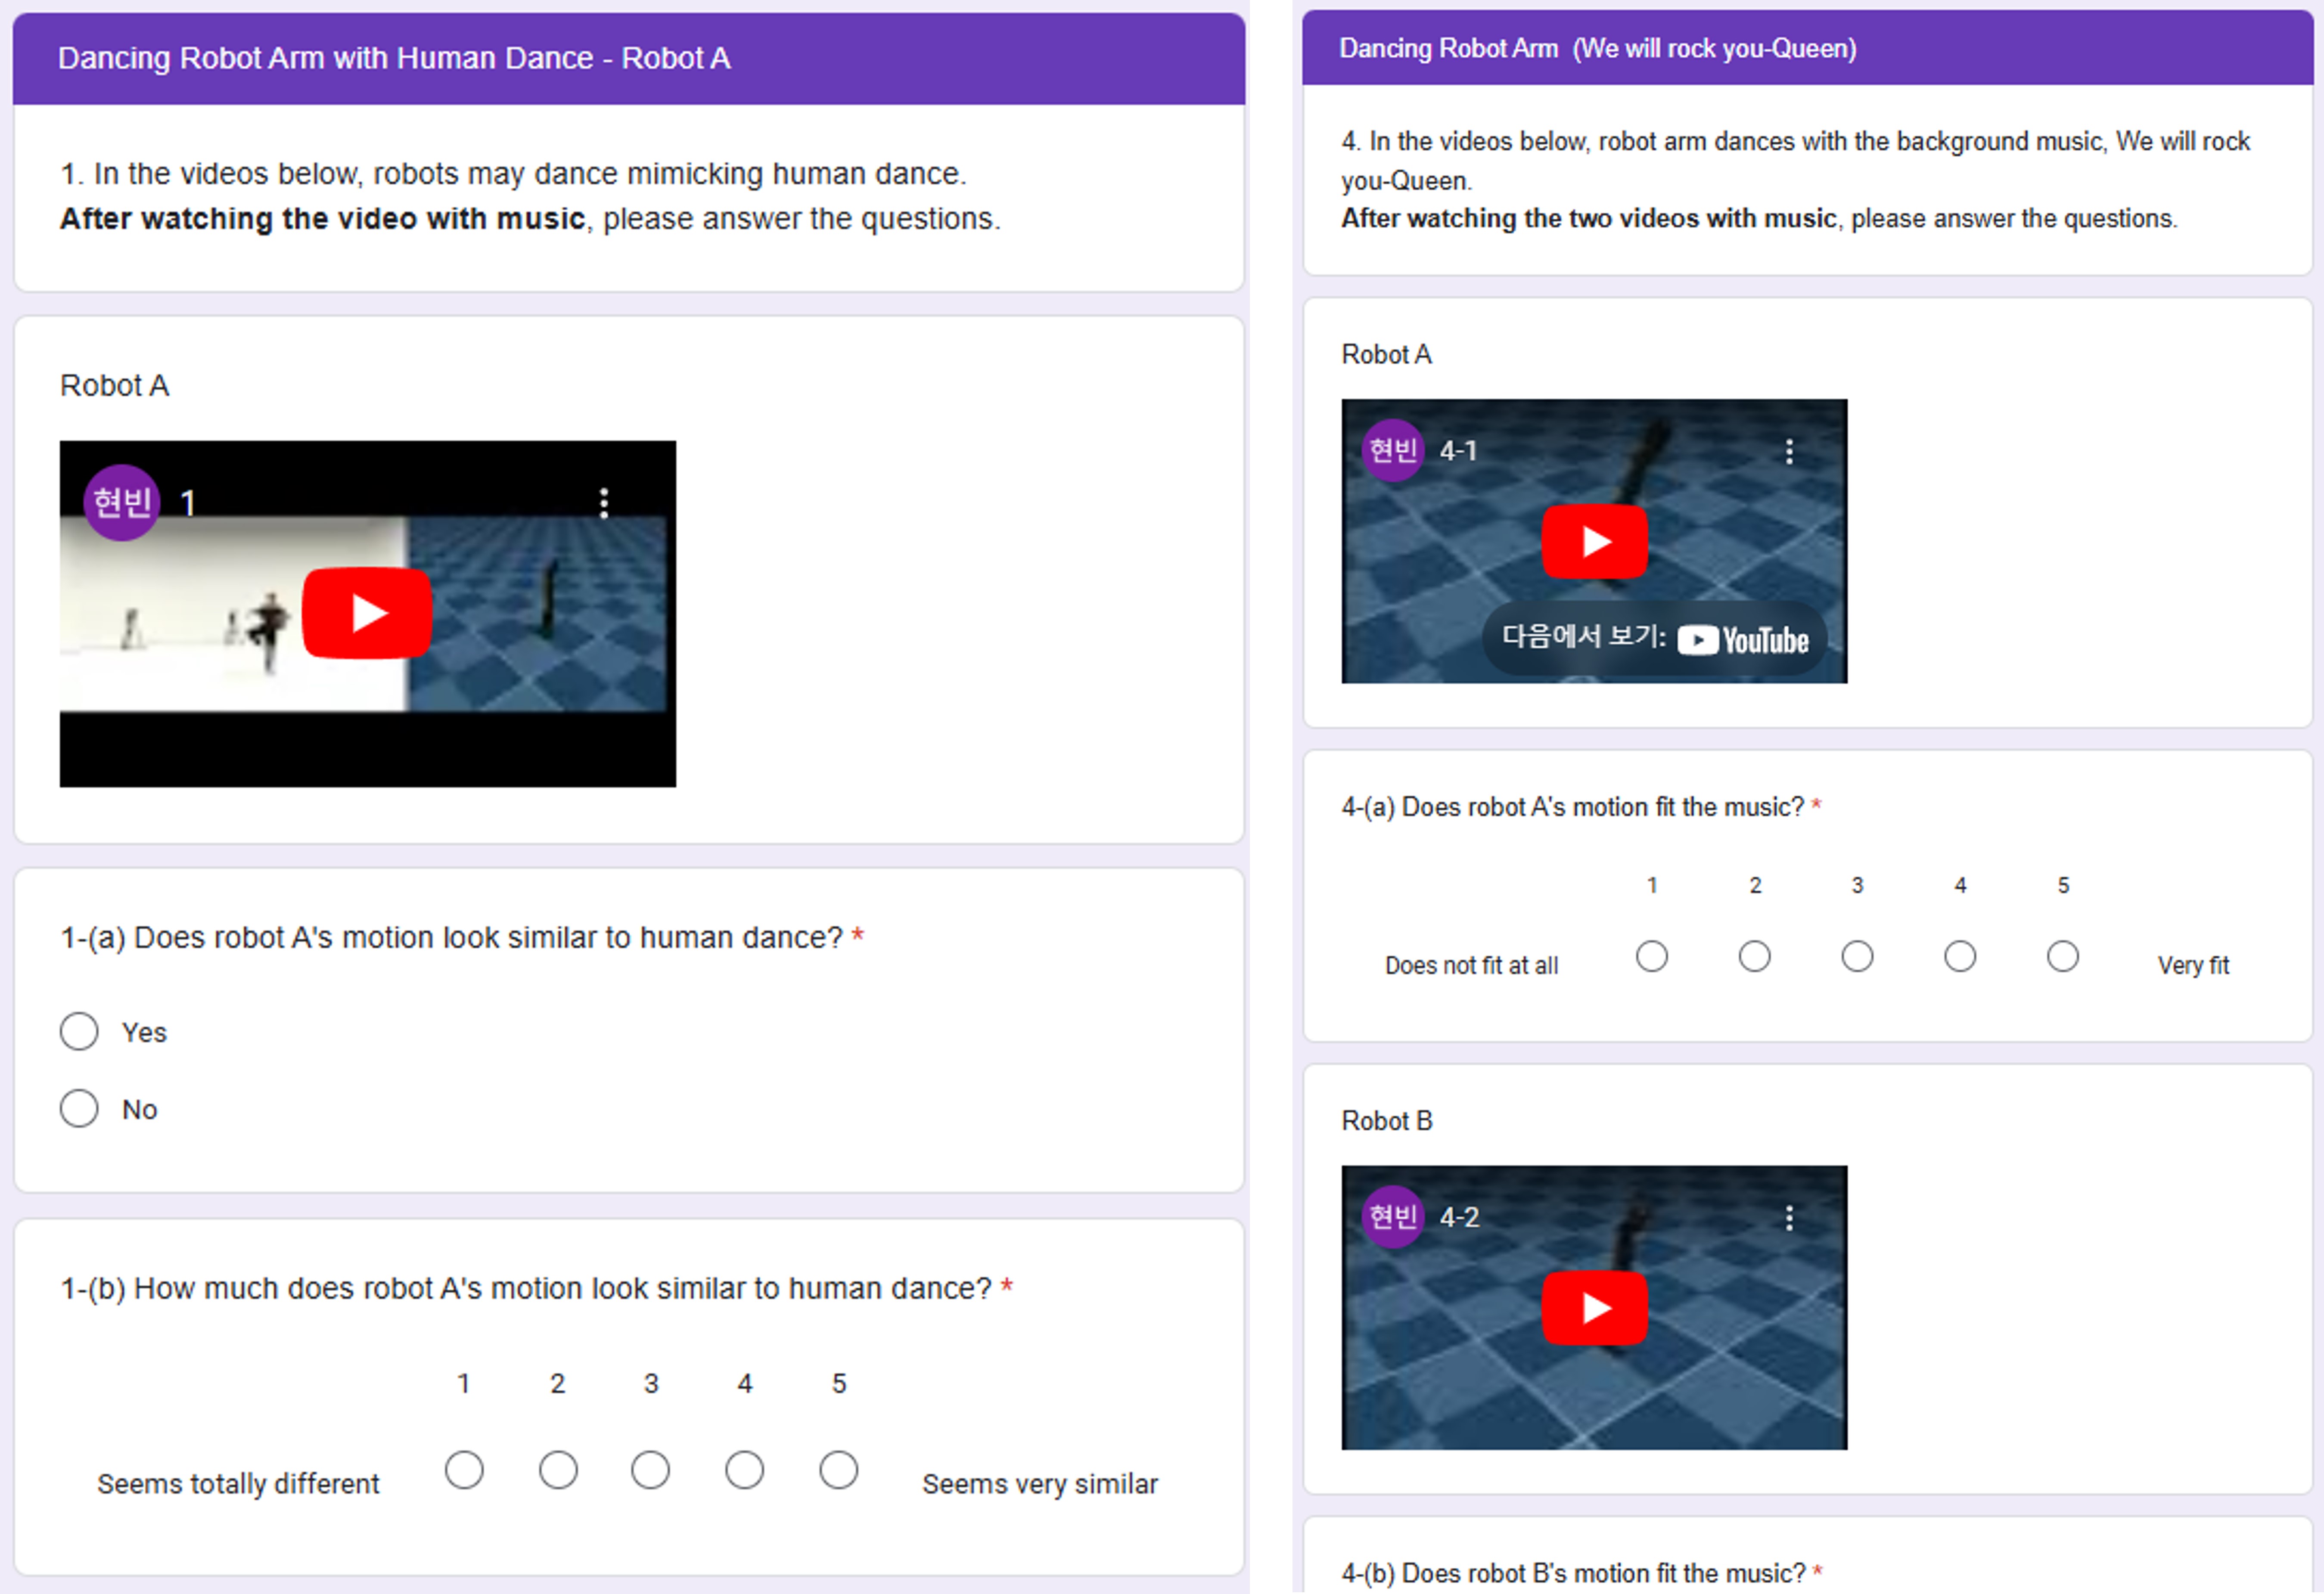 Dancing Robot Arm with Human Dance - Robot A
1. In the videos below, robots may dance mimicking human dance.
After watching the video with music, please answer the questions.
Robot A
현빈 1
1-(a) Does robot A's motion look similar to human dance? *
Yes
No
1-(b) How much does robot A's motion look similar to human dance? *
1 2 3 4 5
Seems totally different Seems very similar
Dancing Robot Arm (We will rock you-Queen)
4. In the videos below, robot arm dances with the background music, We will rock
you-Queen.
After watching the two videos with music, please answer the questions.
Robot A
현빈 4-1
다음에서 보기: YouTube
4-(a) Does robot A's motion fit the music? *
1 2 3 4 5
Does not fit at all Very fit
Robot B
현빈 4-2
4-(b) Does robot B's motion fit the music? *